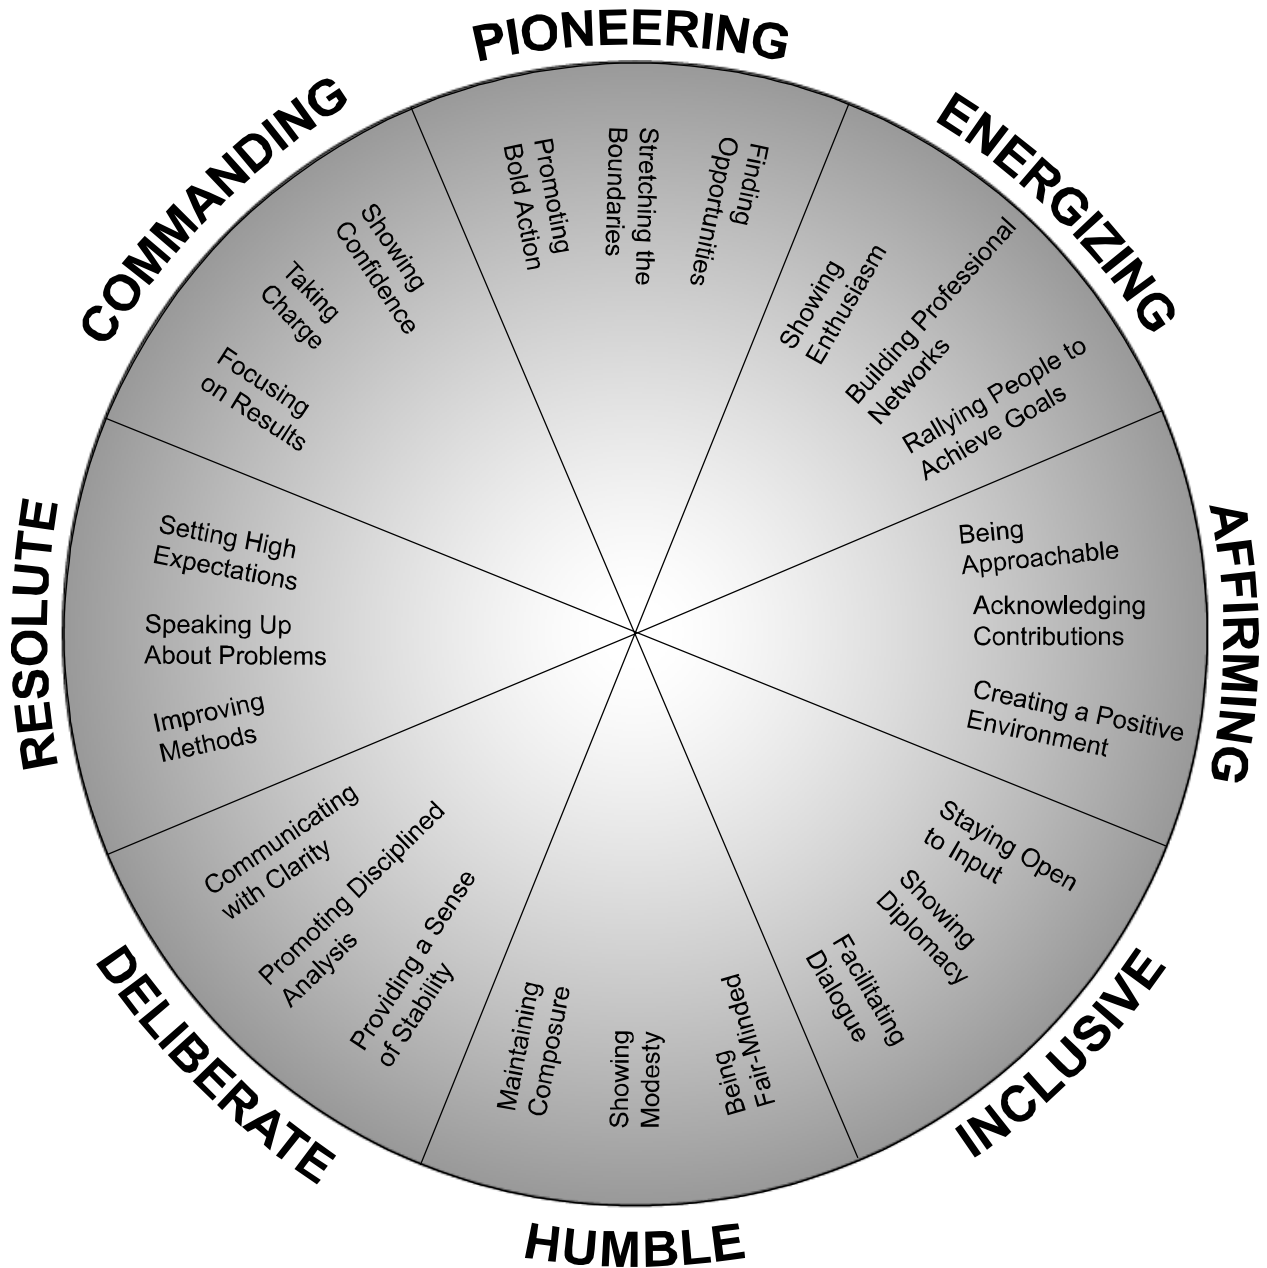 PIONEERING
Promoting
Bold Action
Stretching the
Boundaries
Finding
Opportunities
ENERGIZING
Showing
Enthusiasm
Building Professional
Networks
Rallying People to
Achieve Goals
AFFIRMING
Being
Approachable
Acknowledging
Contributions
Creating a Positive
Environment
INCLUSIVE
Staying Open
to Input
Showing
Diplomacy
Facilitating
Dialogue
HUMBLE
Being
Fair-Minded
Showing
Modesty
Maintaining
Composure
DELIBERATE
Providing a Sense
of Stability
Promoting Disciplined
Analysis
Communicating
with Clarity
RESOLUTE
Improving
Methods
Speaking Up
About Problems
Setting High
Expectations
COMMANDING
Focusing
on Results
Taking
Charge
Showing
Confidence